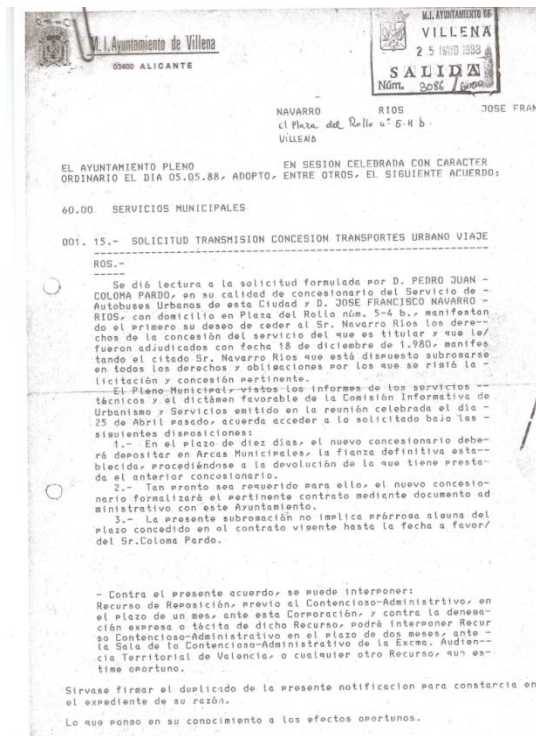 M. I. Ayuntamiento de Villena
03400 ALICANTE
M.I. AYUNTAMIENTO DE
VILLENA
25 MAYO 1988
SALIDA
Núm. 3086
NAVARRO RIOS JOSE FRAN
c/ Plaza del Rollo nº 5-4 b.
VILLENA
EL AYUNTAMIENTO PLENO EN SESION CELEBRADA CON CARACTER
ORDINARIO EL DIA 05.05.88, ADOPTO, ENTRE OTROS, EL SIGUIENTE ACUERDO:
60.00 SERVICIOS MUNICIPALES
001. 15.- SOLICITUD TRANSMISION CONCESION TRANSPORTES URBANO VIAJE
ROS.-
Se dió lectura a la solicitud formulada por D. PEDRO JUAN -
COLOMA PARDO, en su calidad de concesionario del Servicio de -
Autobuses Urbanos de esta Ciudad y D. JOSE FRANCISCO NAVARRO -
RIOS, con domicilio en Plaza del Rollo núm. 5-4 b., manifestan
do el primero su deseo de ceder al Sr. Navarro Rios los dere--
chos de la concesión del servicio del que es titular y que le/
fueron adjudicados con fecha 18 de diciembre de 1.980, manifes
tando el citado Sr. Navarro Rios que está dispuesto subrogarse
en todos los derechos y obligaciones por los que se rigió la -
licitación y concesión pertinente.
El Pleno Municipal, vistos los informes de los servicios --
técnicos y el dictámen favorable de la Comisión Informativa de
Urbanismo y Servicios emitido en la reunión celebrada el día -
25 de Abril pasado, acuerda acceder a lo solicitado bajo las -
siguientes disposiciones:
1.- En el plazo de diez días, el nuevo concesionario debe-
rá depositar en Arcas Municipales, la fianza definitiva esta--
blecida, procediéndose a la devolución de la que tiene presta-
da el anterior concosionario.
2.- Tan pronto sea requerido para ello, el nuevo concesio-
nario formalizará el pertinente contrato mediante documento ad
ministrativo con este Ayuntamiento.
3.- La presente subrogación no implica prórroga alguna del
plazo concedido en el contrato vigente hasta la fecha a favor/
del Sr.Coloma Pardo.
- Contra el presente acuerdo, se puede interponer:
Recurso de Reposición, previo al Contencioso-Administrtivo, en
el plazo de un mes, ante esta Corporación, y contra la denega-
ción expresa o tácita de dicho Recurso, podrá interponer Recur
so Contencioso-Administrativo en el plazo de dos meses, ante -
la Sala de lo Contencioso-Administrativo de la Excma. Audien--
cia Territorial de Valencia, o cualquier otro Recurso, que es-
time oportuno.
Sirvase firmar el duplicado de la presente notificación para constarcia en
el expediente de su razón.
Lo que pongo en su conocimiento a los efectos oportunos.